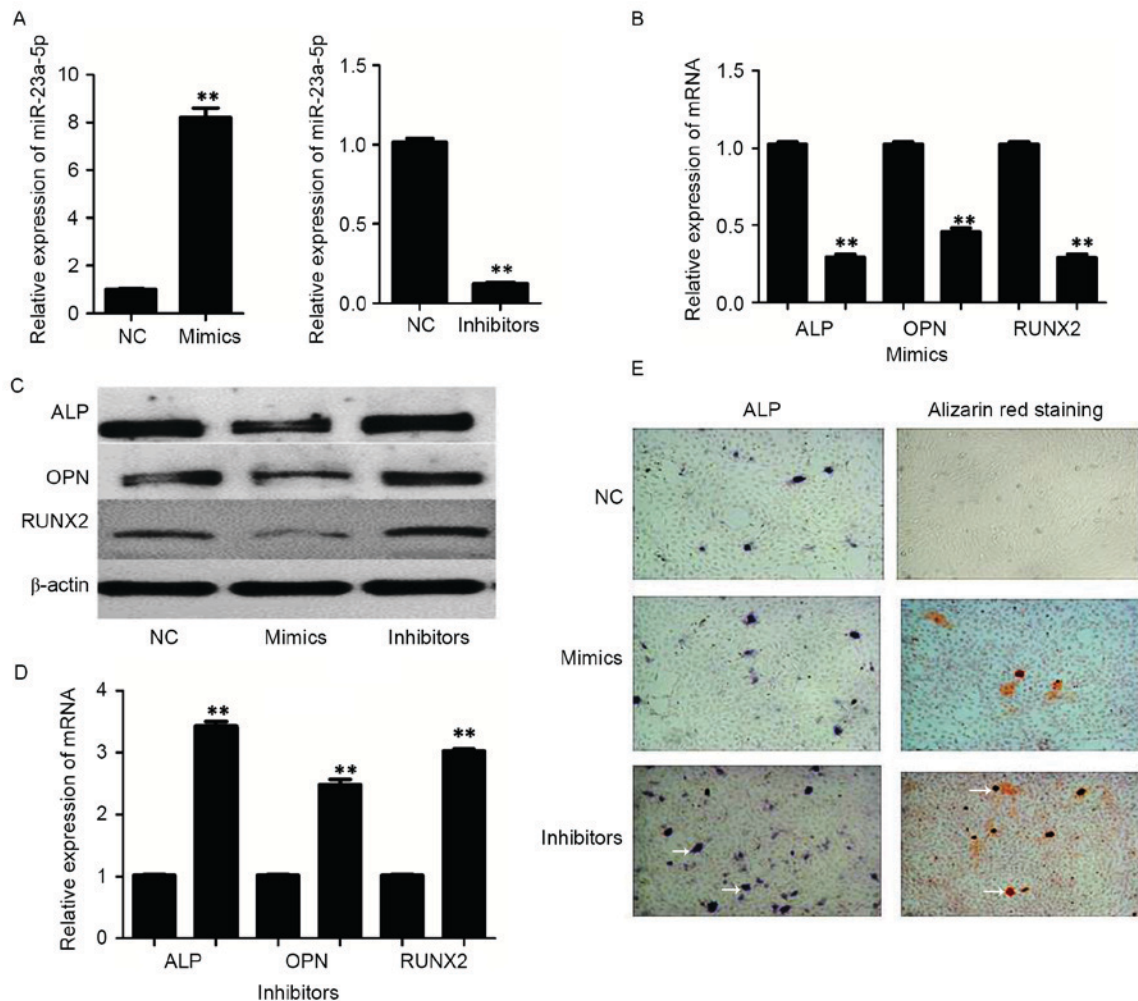 A
Relative expression of miR-23a-5p
10
8
6
4
2
0
**
NC Mimics
Relative expression of miR-23a-5p
1.5
1.0
0.5
0.0
**
NC Inhibitors
B
Relative expression of mRNA
1.5
1.0
0.5
0.0
**
**
**
ALP OPN RUNX2
Mimics
C
ALP
OPN
RUNX2
β-actin
NC Mimics Inhibitors
D
Relative expression of mRNA
4
3
2
1
0
**
**
**
ALP OPN RUNX2
Inhibitors
E
ALP Alizarin red staining
NC
Mimics
Inhibitors